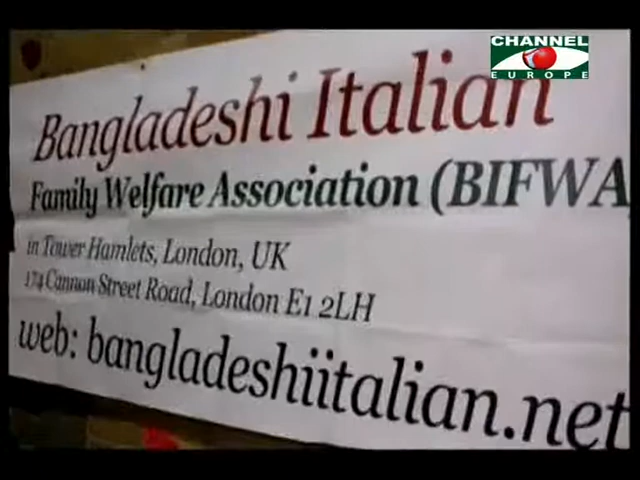 CHANNEL
EUROPE
Bangladeshi Italian
Family Welfare Association (BIFWA
in Tower Hamlets, London, UK
174 Cannon Street Road, London E1 2LH
web: bangladeshiitalian.net